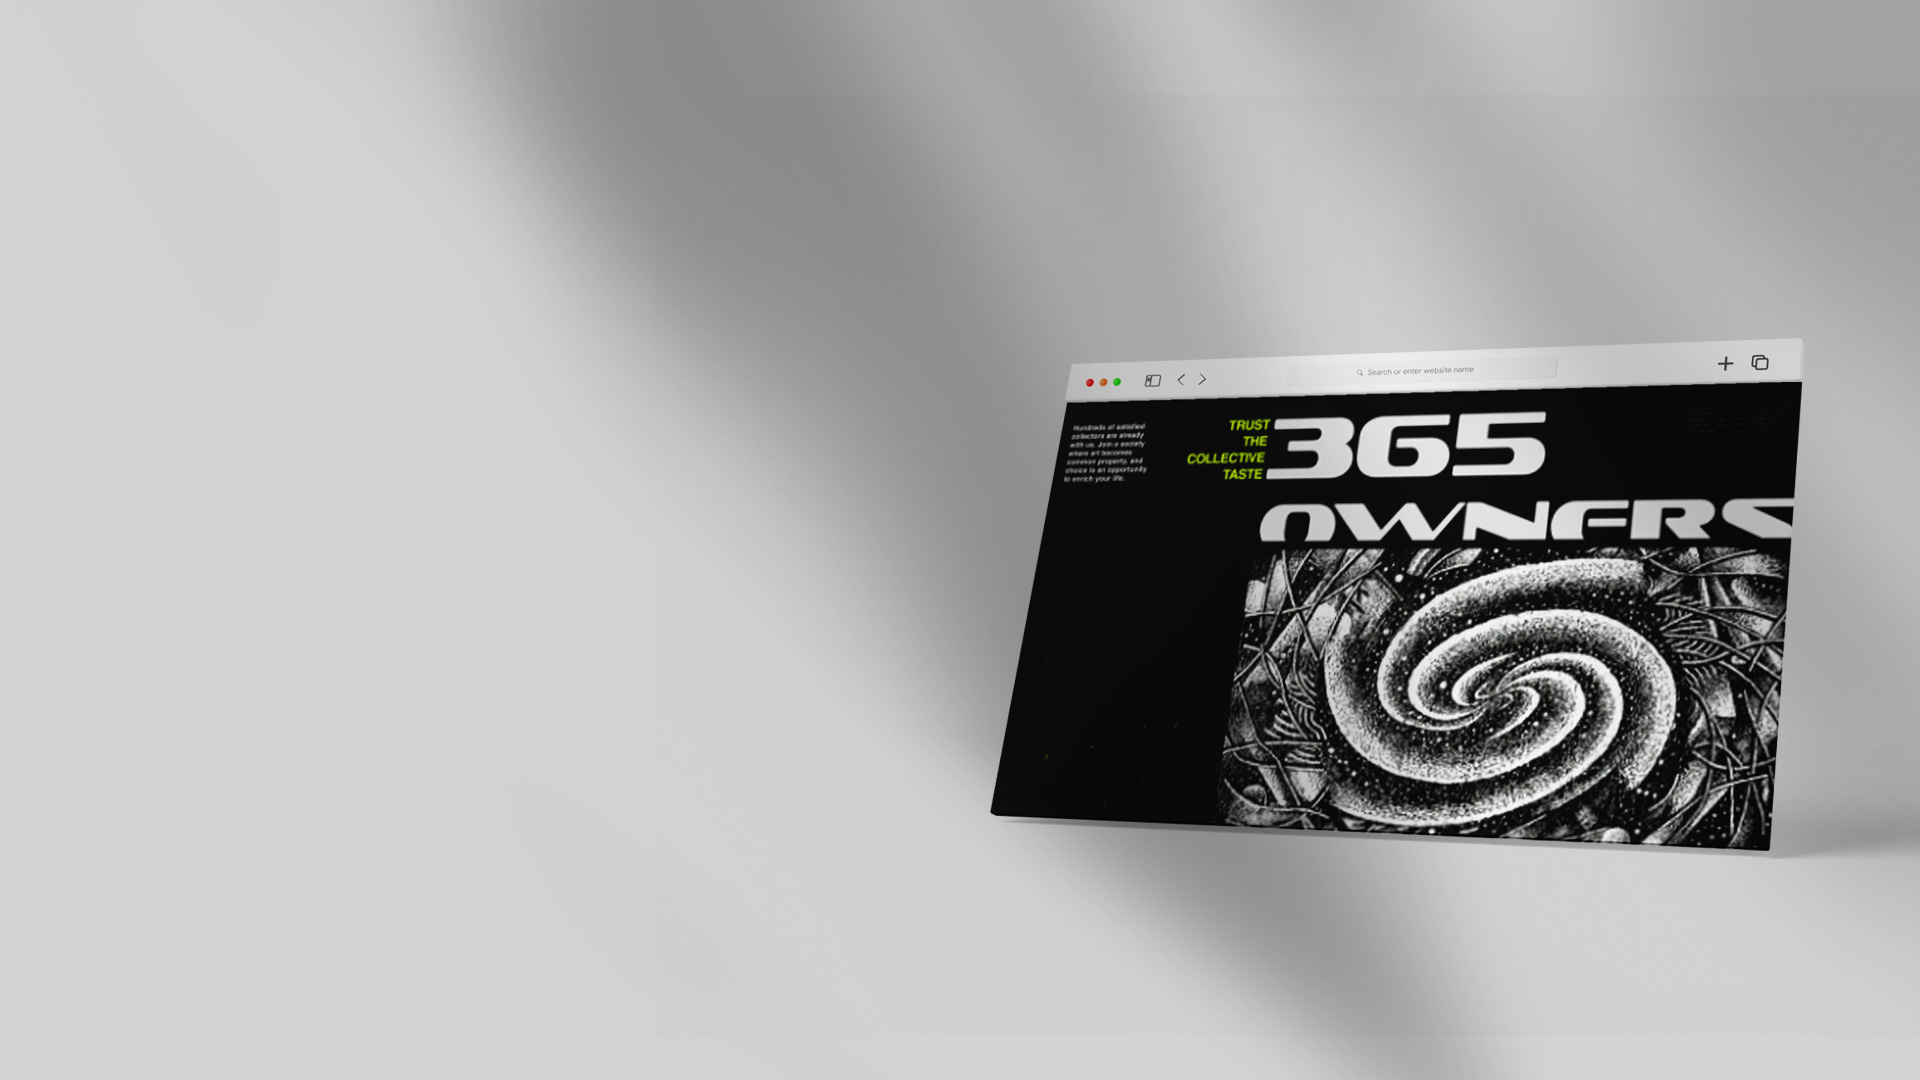 Search or enter website name
Hundreds of satisfied
collectors are already
with us. Join a society
where art becomes
common property, and
choice is an opportunity
to enrich your life.
TRUST
THE
COLLECTIVE
TASTE
365
OWNERS